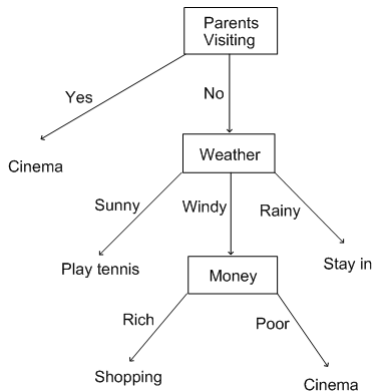 Parents
Visiting
Yes
No
Cinema
Weather
Sunny
Windy
Rainy
Play tennis
Money
Stay in
Rich
Poor
Shopping
Cinema